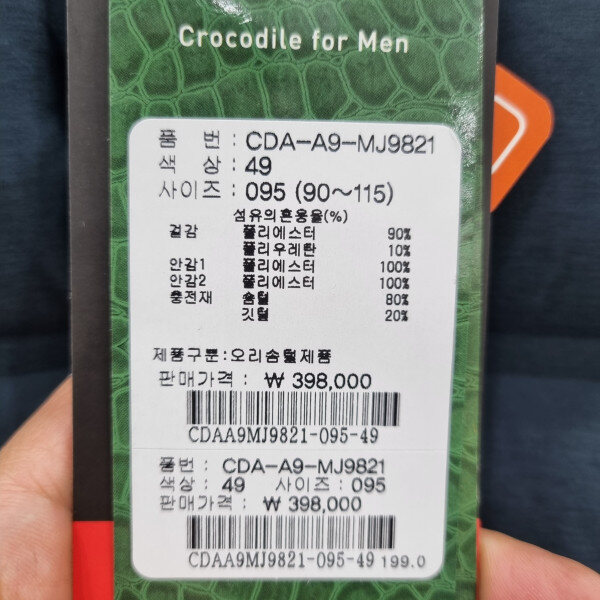 Crocodile for Men
품 번 : CDA-A9-MJ9821
색 상 : 49
사이즈 : 095 (90~115)
섬유의혼용율(%)
겉감 폴리에스터 90%
폴리우레탄 10%
안감1 폴리에스터 100%
안감2 폴리에스터 100%
충전재 솜털 80%
깃털 20%
제품구분:오리솜털제품
판매가격 : ₩ 398,000
CDAA9MJ9821-095-49
품번 : CDA-A9-MJ9821
색상 : 49 사이즈 : 095
판매가격 : ₩ 398,000
CDAA9MJ9821-095-49 199.0